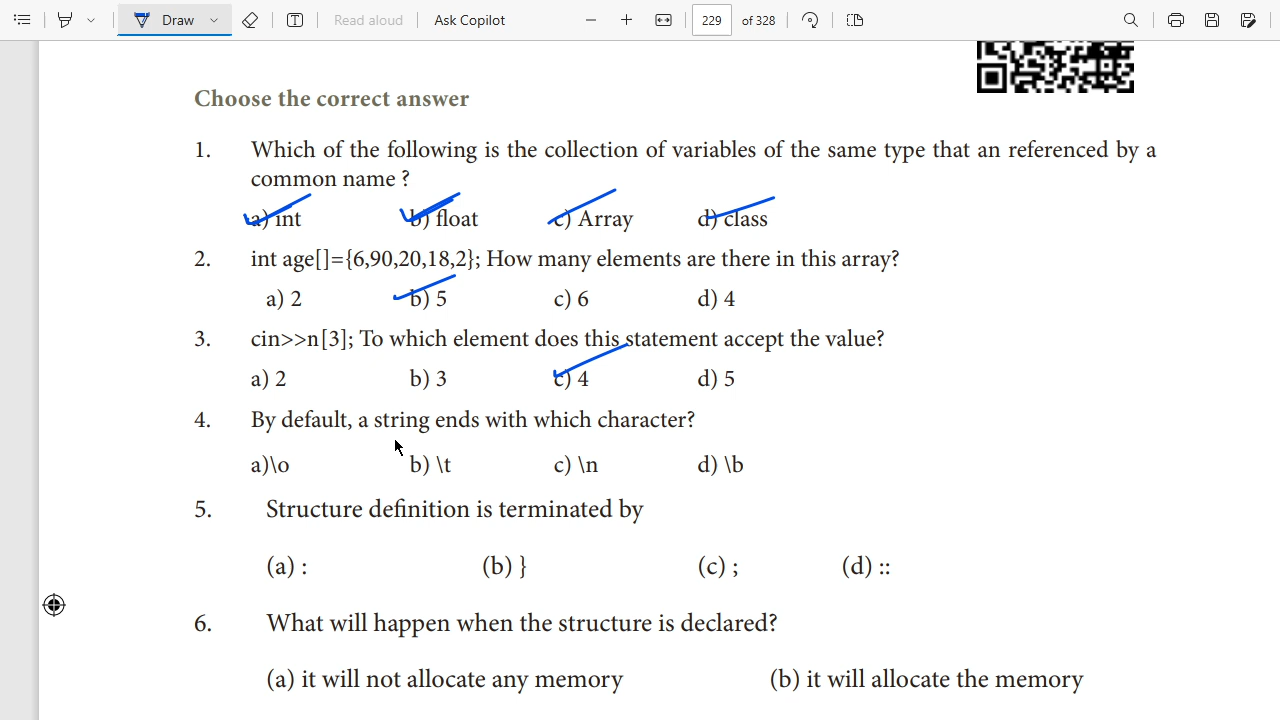 Draw
Read aloud
Ask Copilot
229 of 328
Choose the correct answer
1. Which of the following is the collection of variables of the same type that an referenced by a
common name ?
a) int b) float c) Array d) class
2. int age[]={6,90,20,18,2}; How many elements are there in this array?
a) 2 b) 5 c) 6 d) 4
3. cin>>n[3]; To which element does this statement accept the value?
a) 2 b) 3 c) 4 d) 5
4. By default, a string ends with which character?
a)\o b) \t c) \n d) \b
5. Structure definition is terminated by
(a) : (b) } (c) ; (d) ::
6. What will happen when the structure is declared?
(a) it will not allocate any memory (b) it will allocate the memory